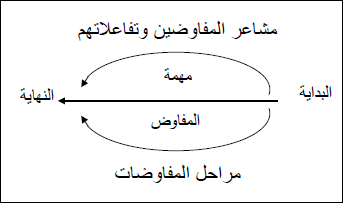 مشاعر المفاوضين وتفاعلاتهم
مهمة
البداية
النهاية
المفاوض
مراحل المفاوضات